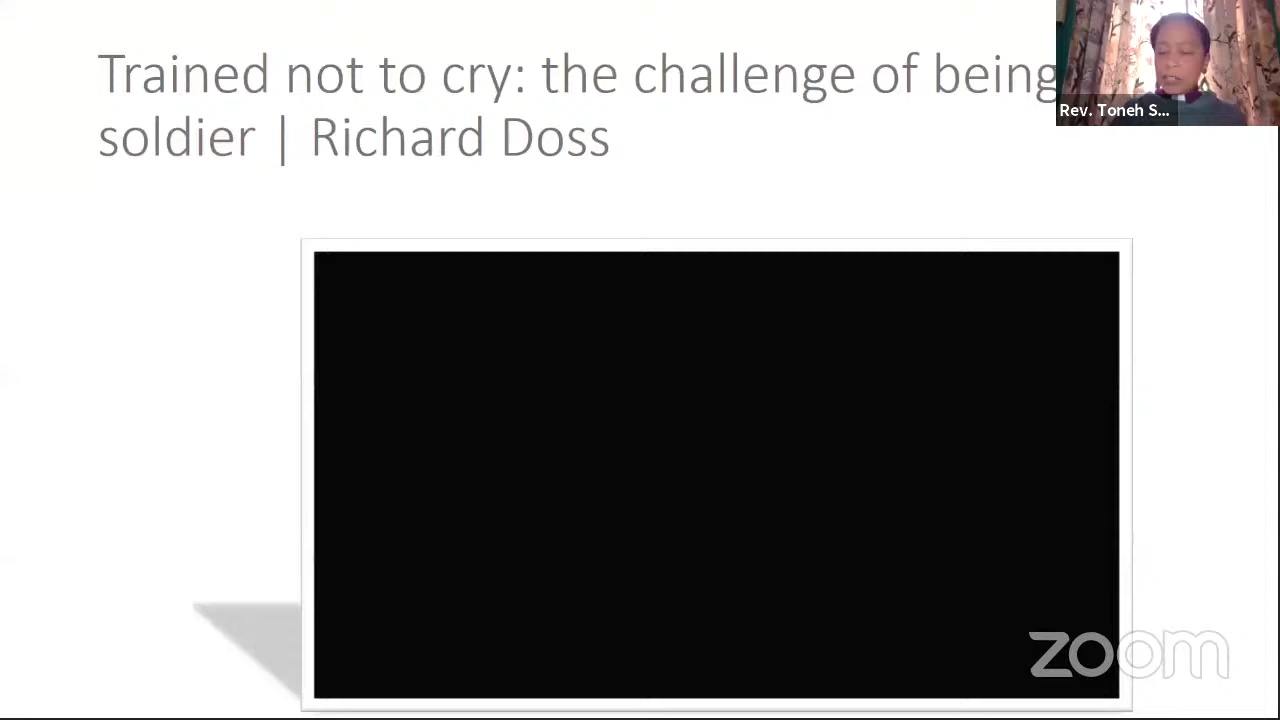 Trained not to cry: the challenge of being
soldier | Richard Doss
Rev. Toneh S...
zoom